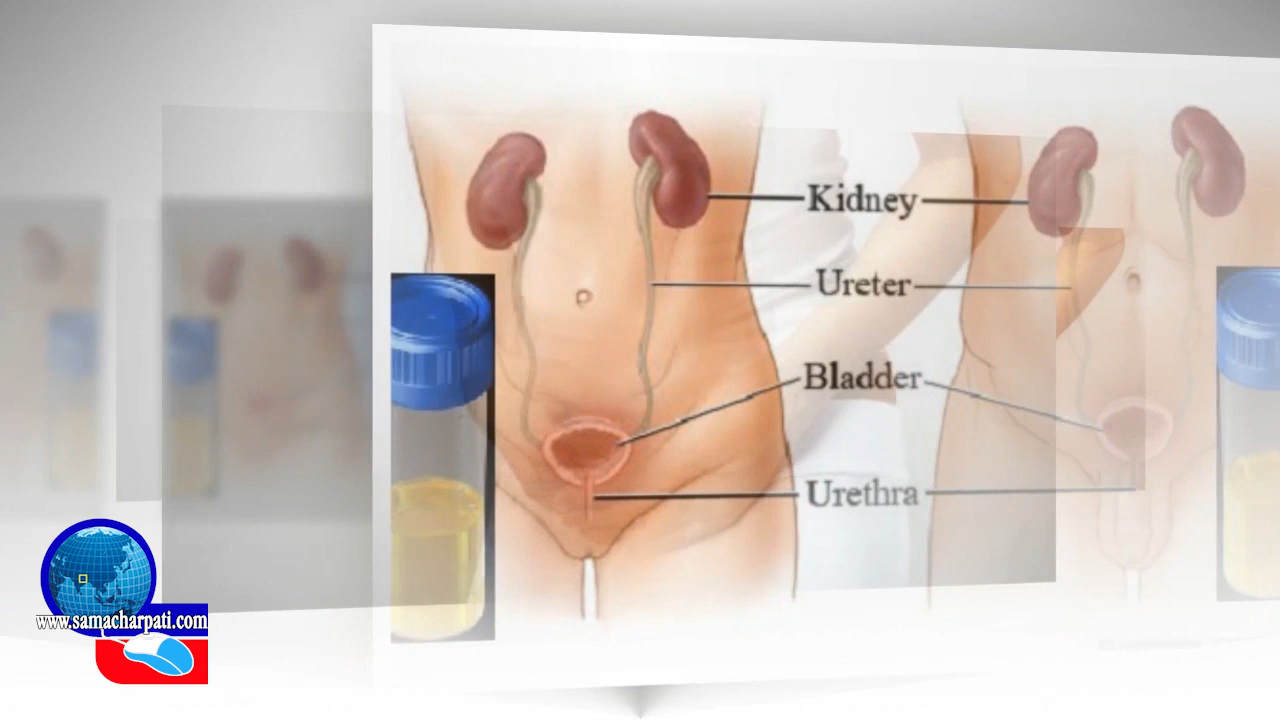 Kidney
Ureter
Bladder
Urethra
www.samacharpati.com